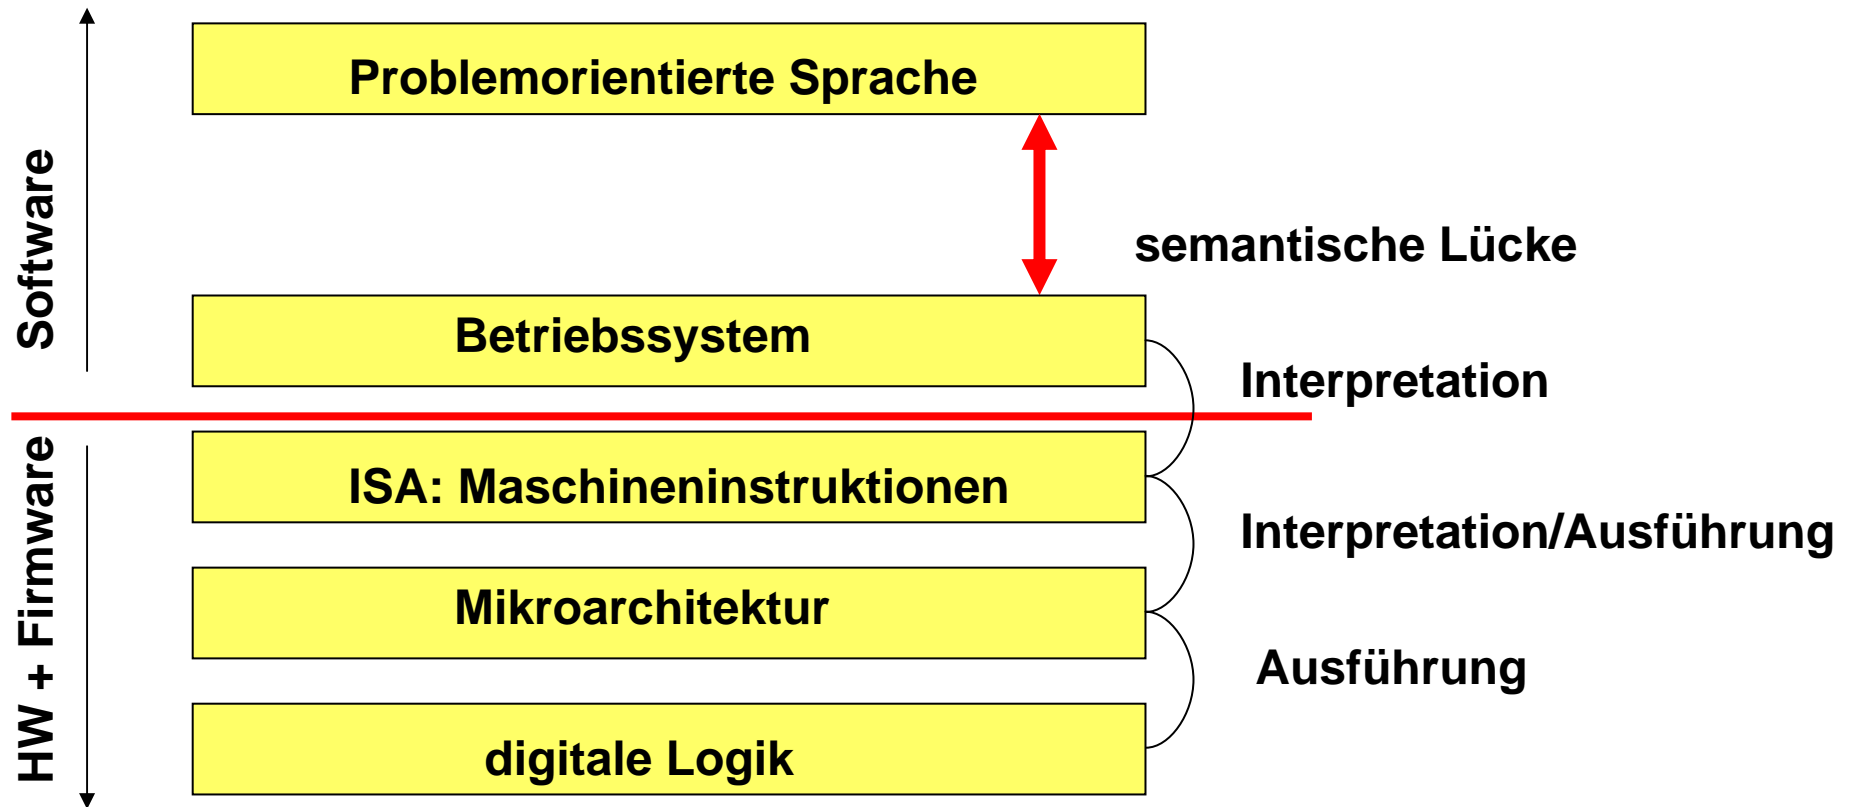 Software
Problemorientierte Sprache
semantische Lücke
Betriebssystem
Interpretation
HW + Firmware
ISA: Maschineninstruktionen
Interpretation/Ausführung
Mikroarchitektur
Ausführung
digitale Logik